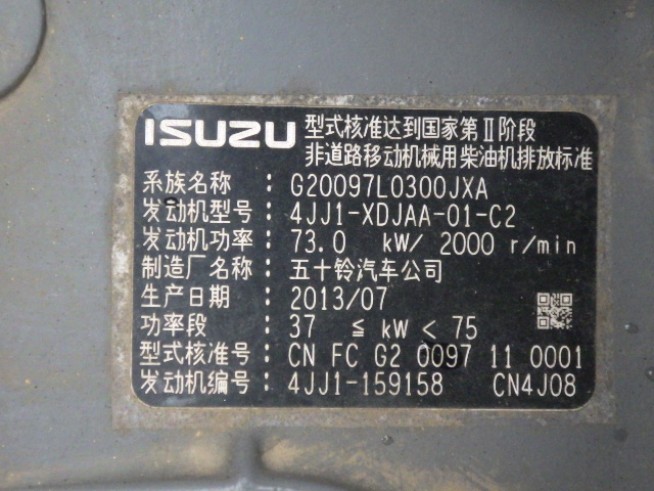 ISUZU 型式核准达到国家第Ⅱ阶段
非道路移动机械用柴油机排放标准
系族名称 : G20097L0300JXA
发动机型号 : 4JJ1-XDJAA-01-C2
发动机功率 : 73.0 kW/ 2000 r/min
制造厂名称 : 五十铃汽车公司
生产日期 : 2013/07
功率段 : 37 ≦ kW < 75
型式核准号 : CN FC G2 0097 11 0001
发动机编号 : 4JJ1-159158 CN4J08